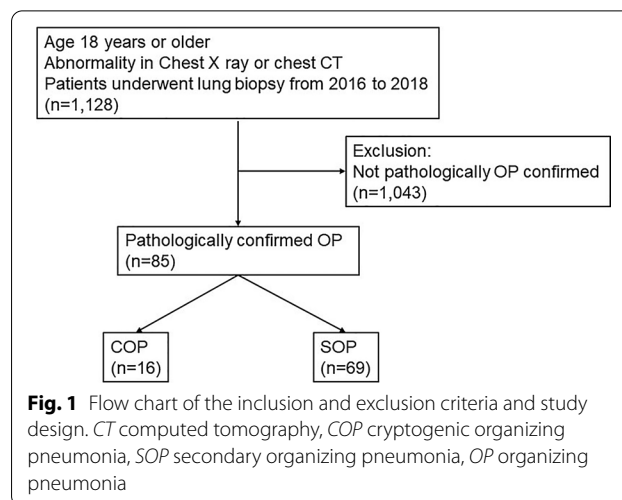 Age 18 years or older
Abnormality in Chest X ray or chest CT
Patients underwent lung biopsy from 2016 to 2018
(n=1,128)
Exclusion:
Not pathologically OP confirmed
(n=1,043)
Pathologically confirmed OP
(n=85)
COP
(n=16)
SOP
(n=69)
Fig. 1 Flow chart of the inclusion and exclusion criteria and study
design. CT computed tomography, COP cryptogenic organizing
pneumonia, SOP secondary organizing pneumonia, OP organizing
pneumonia